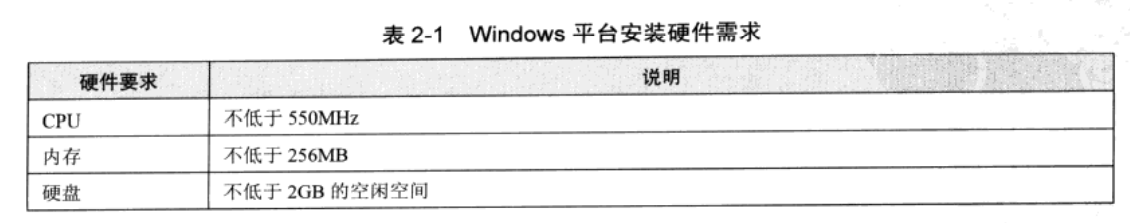 表 2-1 Windows 平台安装硬件需求
硬件要求 说明
CPU 不低于 550MHz
内存 不低于 256MB
硬盘 不低于 2GB 的空闲空间